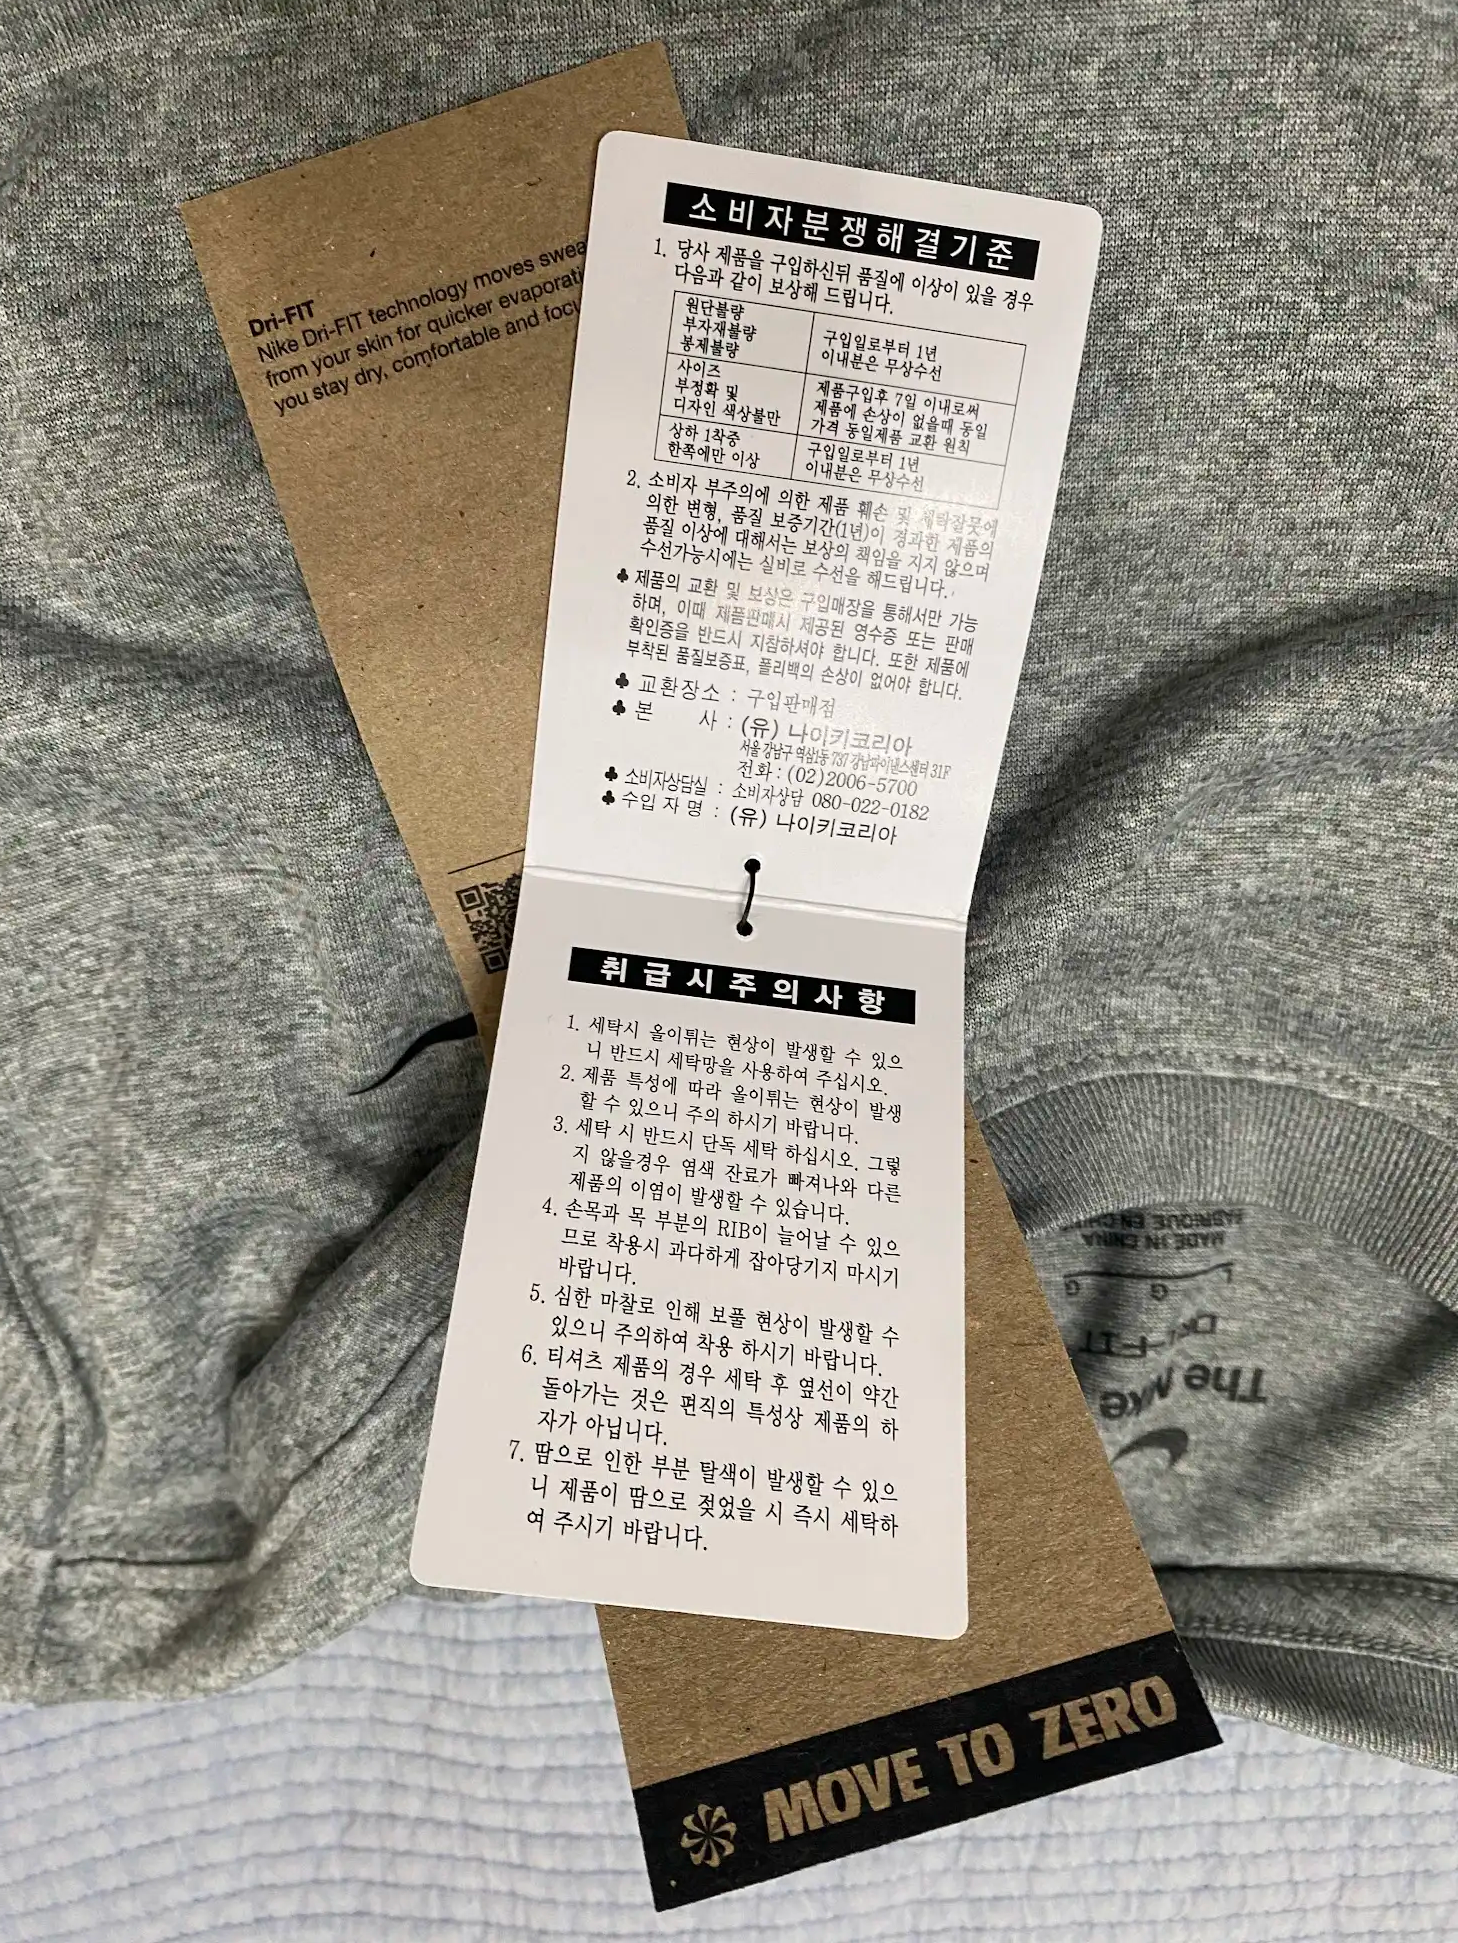 Dri-FIT
Nike Dri-FIT technology moves
from your skin for quicker
you stay dry, comfortable and
소비자분쟁해결기준
1. 당사 제품을 구입하신뒤 품질에 이상이 있을 경우
다음과 같이 보상해 드립니다.
원단불량
부자재불량
봉제불량
구입일로부터 1년
이내분은 무상수선
사이즈
부정확 및
디자인 색상불만
제품구입후 7일 이내로써
제품에 손상이 없을때 동일
가격 동일제품 교환 원칙
상하 1착중
한쪽에만 이상
구입일로부터 1년
이내분은 무상수선
2. 소비자 부주의에 의한 제품 훼손 및 세탁잘못에
의한 변형, 품질 보증기간(1년)이 경과한 제품의
품질 이상에 대해서는 보상의 책임을 지지 않으며
수선가능시에는 실비로 수선을 해드립니다.
♣ 제품의 교환 및 보상은 구입매장을 통해서만 가능
하며, 이때 제품판매시 제공된 영수증 또는 판매
확인증을 반드시 지참하셔야 합니다. 또한 제품에
부착된 품질보증표, 폴리백의 손상이 없어야 합니다.
♣ 교환장소 : 구입판매점
♣ 본 사 : (유) 나이키코리아
서울 강남구 역삼1동 737 강남파이낸스센터 31F
전화 : (02)2006-5700
♣ 소비자상담실 : 소비자상담 080-022-0182
♣ 수입 자 명 : (유) 나이키코리아
취급시주의사항
1. 세탁시 올이튀는 현상이 발생할 수 있으
니 반드시 세탁망을 사용하여 주십시오.
2. 제품 특성에 따라 올이튀는 현상이 발생
할 수 있으니 주의 하시기 바랍니다.
3. 세탁 시 반드시 단독 세탁 하십시오. 그렇
지 않을경우 염색 잔료가 빠져나와 다른
제품의 이염이 발생할 수 있습니다.
4. 손목과 목 부분의 RIB이 늘어날 수 있으
므로 착용시 과다하게 잡아당기지 마시기
바랍니다.
5. 심한 마찰로 인해 보풀 현상이 발생할 수
있으니 주의하여 착용 하시기 바랍니다.
6. 티셔츠 제품의 경우 세탁 후 옆선이 약간
돌아가는 것은 편직의 특성상 제품의 하
자가 아닙니다.
7. 땀으로 인한 부분 탈색이 발생할 수 있으
니 제품이 땀으로 젖었을 시 즉시 세탁하
여 주시기 바랍니다.
The Nike
Dri-FIT
L G G
MADE IN CHINA
FABRIQUÉ EN
MOVE TO ZERO